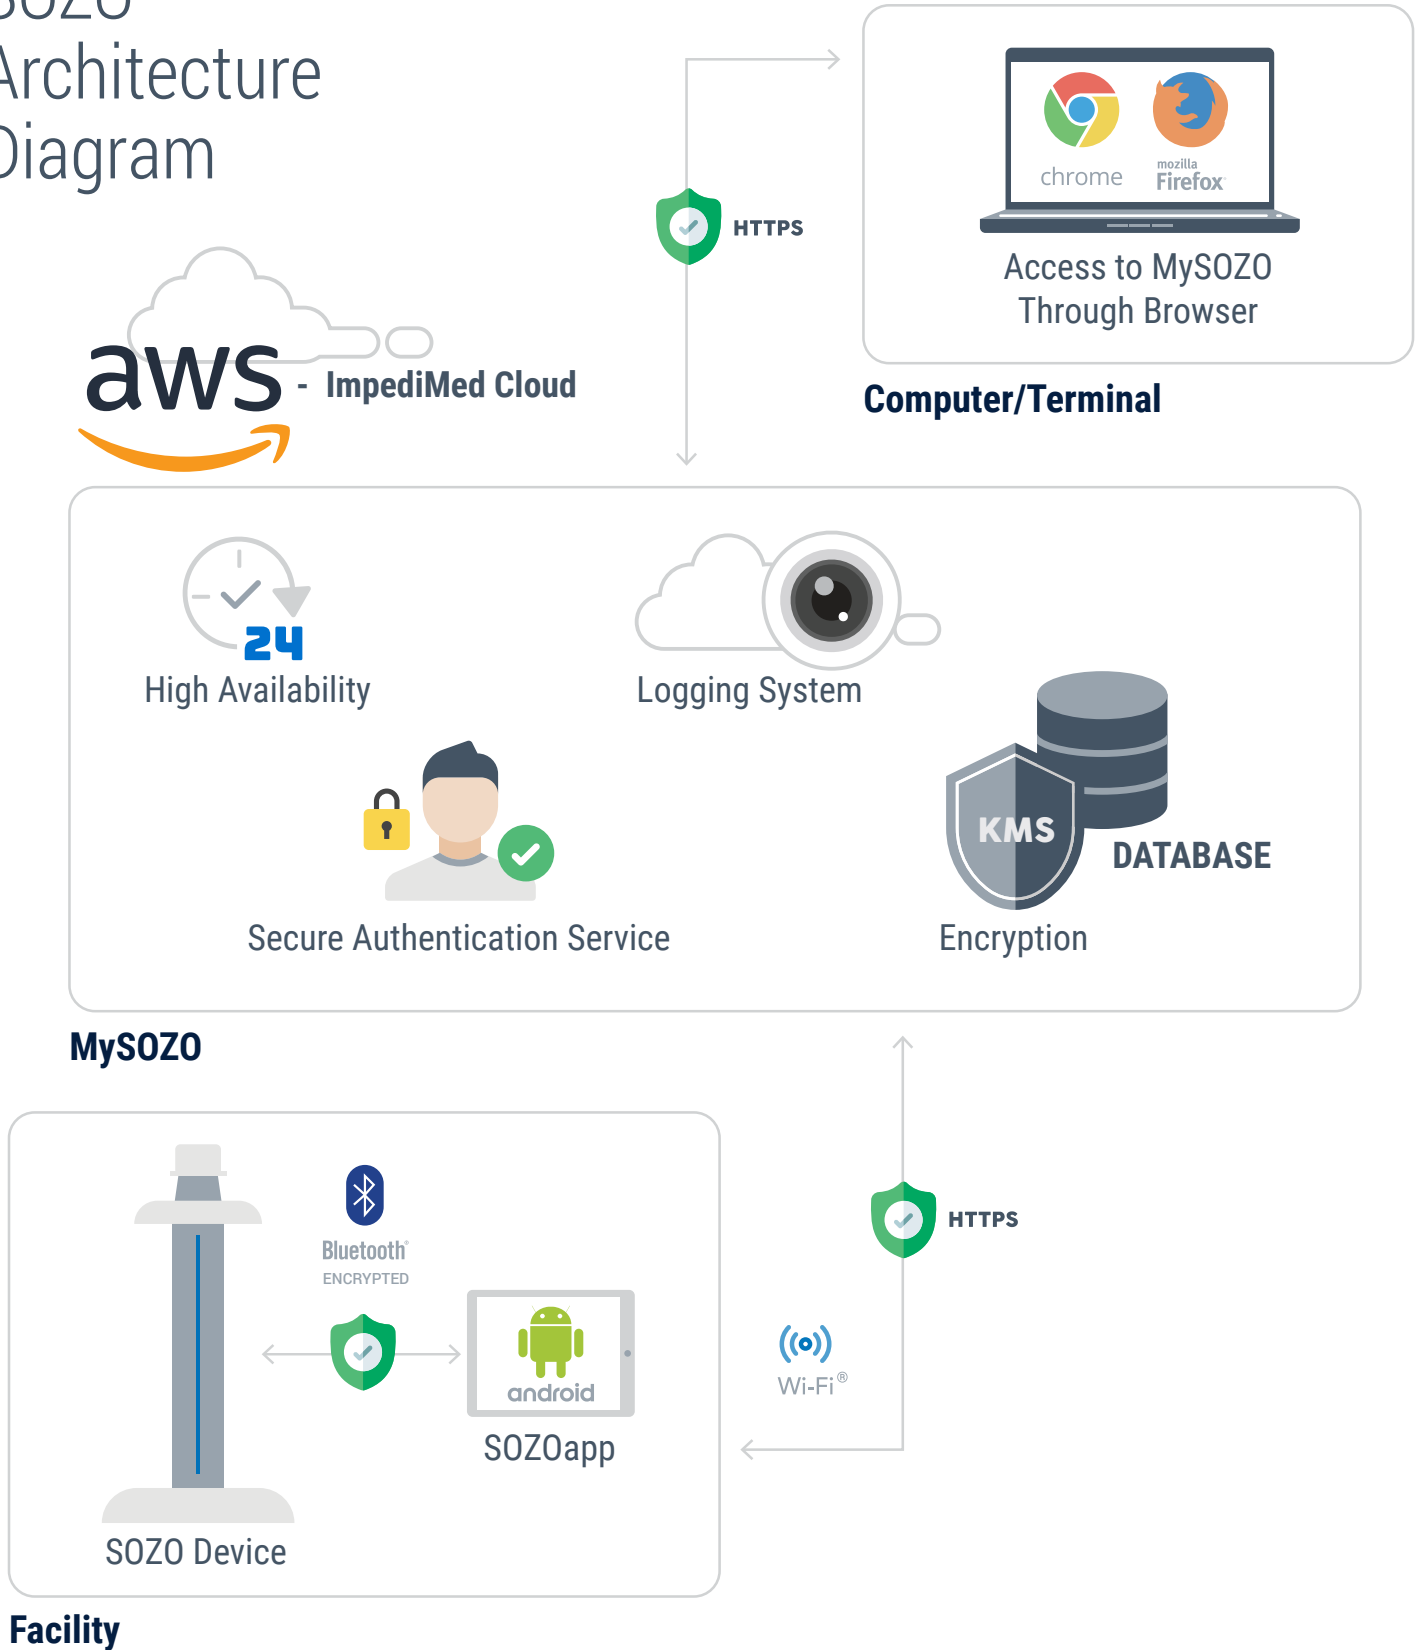 SOZO
Architecture
Diagram
chrome
mozilla
Firefox
HTTPS
Access to MySOZO
Through Browser
aws - ImpediMed Cloud
Computer/Terminal
24
High Availability
Logging System
KMS
DATABASE
Secure Authentication Service
Encryption
MySOZO
Bluetooth®
ENCRYPTED
HTTPS
android
Wi-Fi®
SOZOapp
SOZO Device
Facility